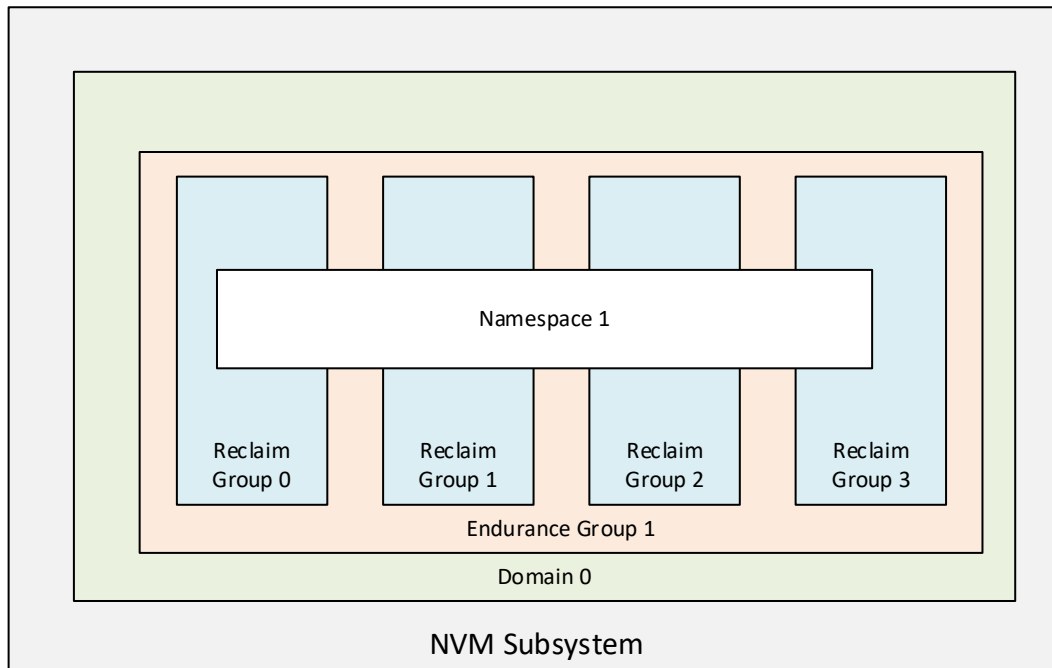 Namespace 1
Reclaim Reclaim Reclaim Reclaim
Group 0 Group 1 Group 2 Group 3
Endurance Group 1
Domain 0
NVM Subsystem